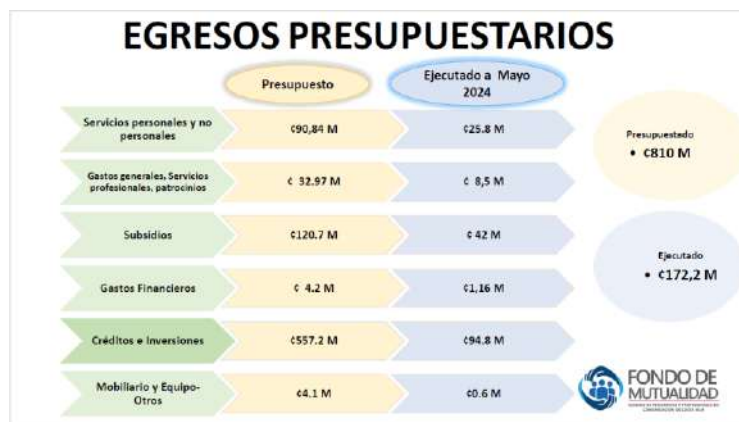 EGRESOS PRESUPUESTARIOS
Presupuesto
Ejecutado a Mayo
2024
Servicios personales y no
personales
¢90,84 M
¢25.8 M
Gastos generales, Servicios
profesionales, patrocinios
¢ 32.97 M
¢ 8,5 M
Subsidios
¢120.7 M
¢ 42 M
Gastos Financieros
¢ 4.2 M
¢1,16 M
Créditos e Inversiones
¢557.2 M
¢94.8 M
Mobiliario y Equipo-
Otros
¢4.1 M
¢0.6 M
Presupuestado
• ¢810 M
Ejecutado
• ¢172,2 M
FONDO DE
MUTUALIDAD